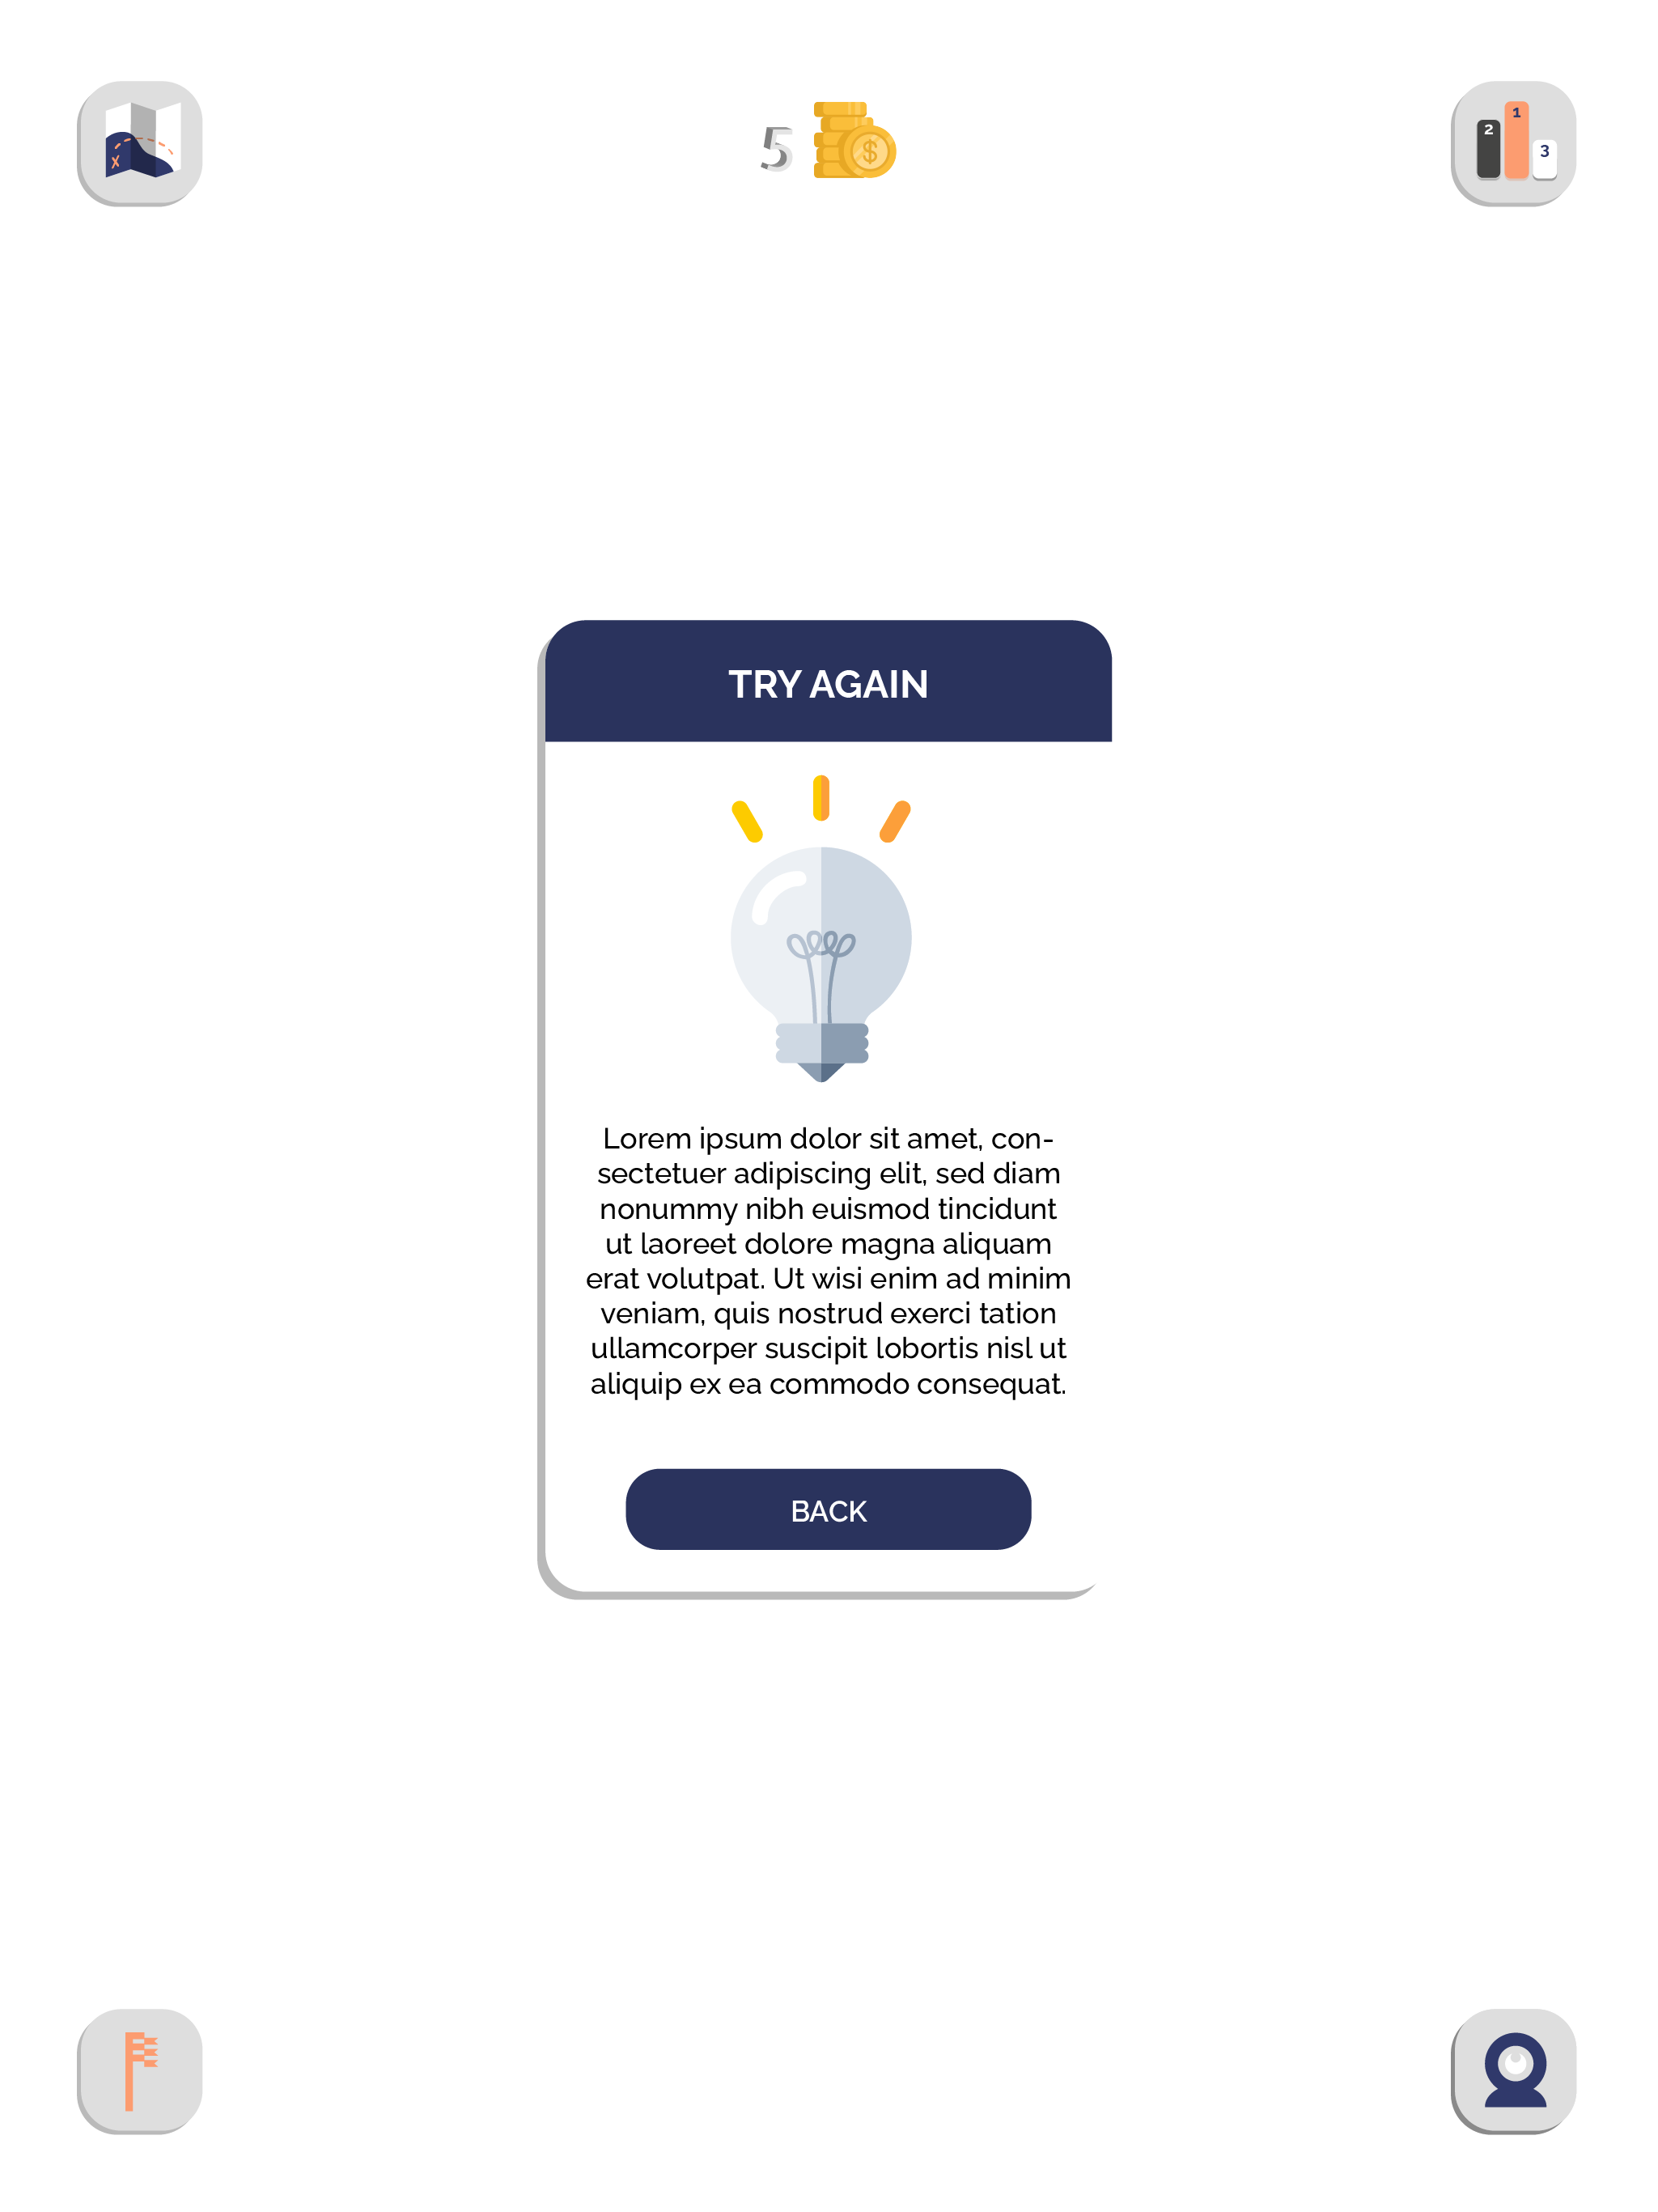 5
2 1 3
TRY AGAIN
Lorem ipsum dolor sit amet, con-
sectetuer adipiscing elit, sed diam
nonummy nibh euismod tincidunt
ut laoreet dolore magna aliquam
erat volutpat. Ut wisi enim ad minim
veniam, quis nostrud exerci tation
ullamcorper suscipit lobortis nisl ut
aliquip ex ea commodo consequat.
BACK